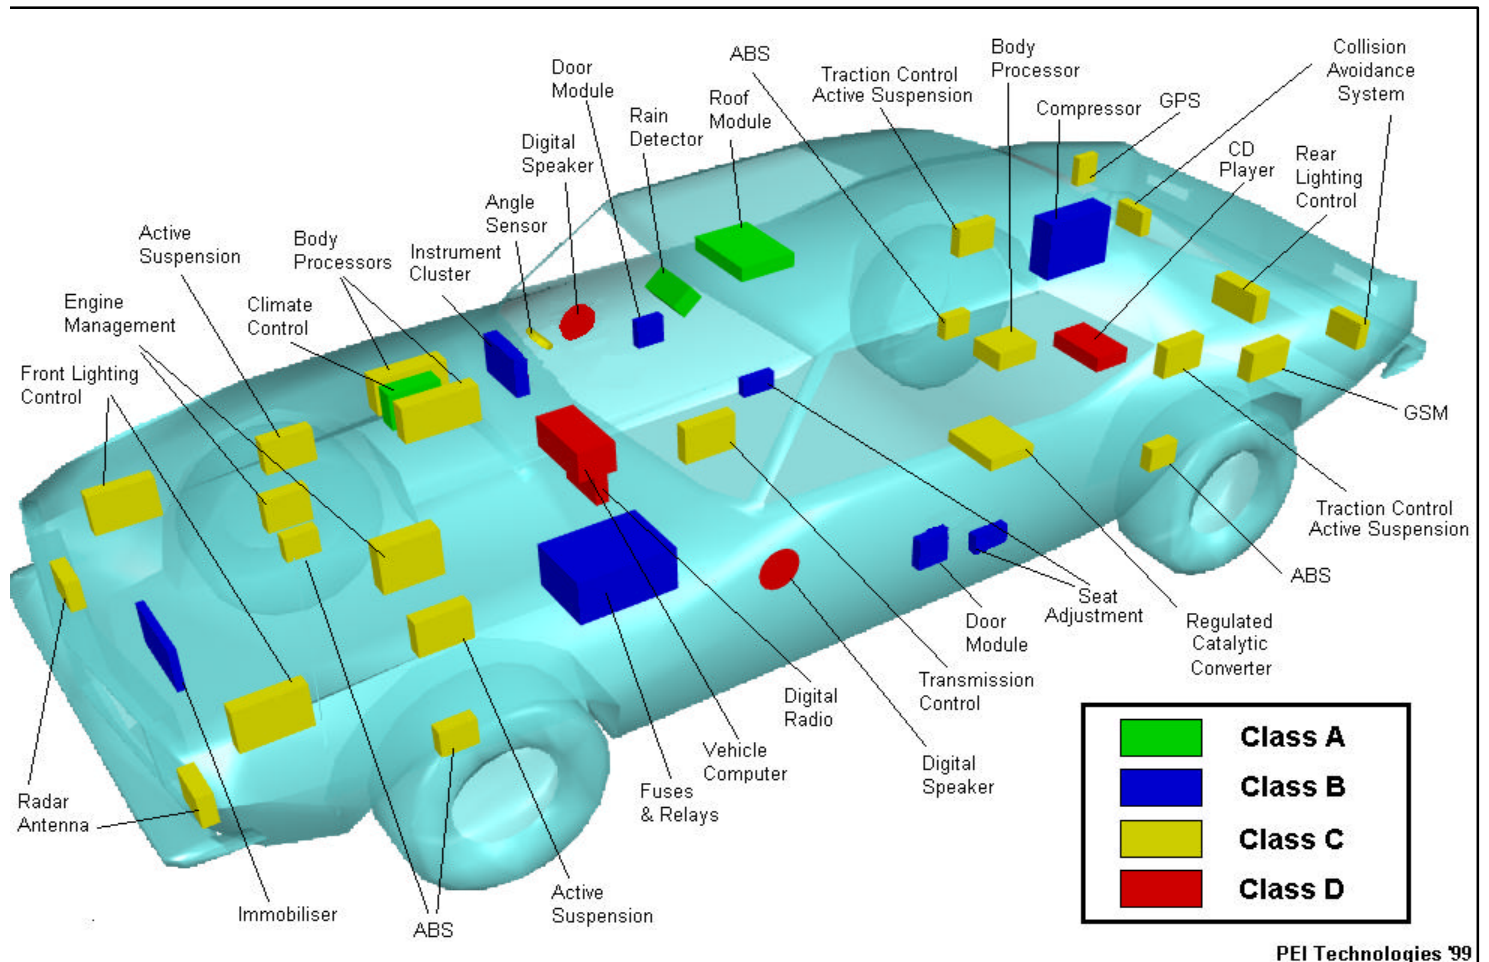 ABS
Door
Module
Digital
Speaker
Rain
Detector
Roof
Module
Traction Control
Active Suspension
Body
Processor
Compressor
GPS
Collision
Avoidance
System
CD
Player
Rear
Lighting
Control
Angle
Sensor
Instrument
Cluster
Body
Processors
Active
Suspension
Climate
Control
Engine
Management
Front Lighting
Control
GSM
Traction Control
Active Suspension
ABS
Regulated
Catalytic
Converter
Seat
Adjustment
Door
Module
Transmission
Control
Digital
Speaker
Digital
Radio
Vehicle
Computer
Fuses
& Relays
Active
Suspension
ABS
Immobiliser
Radar
Antenna
Class A
Class B
Class C
Class D
PEI Technologies '99